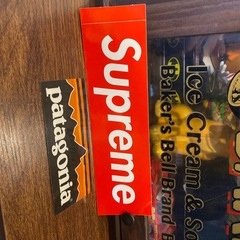 patagonia
Supreme
Ice Cream & So
Baker's Bell Brand